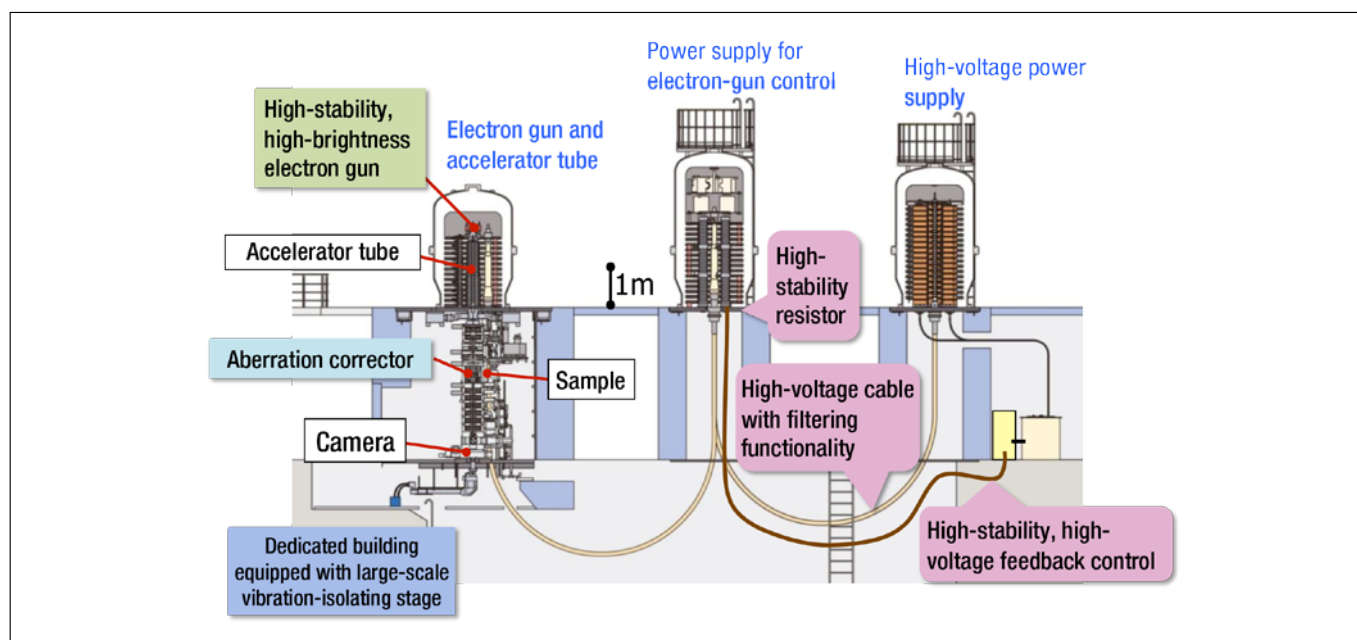 Power supply for
electron-gun control
High-voltage power
supply
High-stability,
high-brightness
electron gun
Electron gun and
accelerator tube
Accelerator tube
1m
High-
stability
resistor
Aberration corrector
Sample
High-voltage cable
with filtering
functionality
Camera
High-stability, high-
voltage feedback control
Dedicated building
equipped with large-scale
vibration-isolating stage